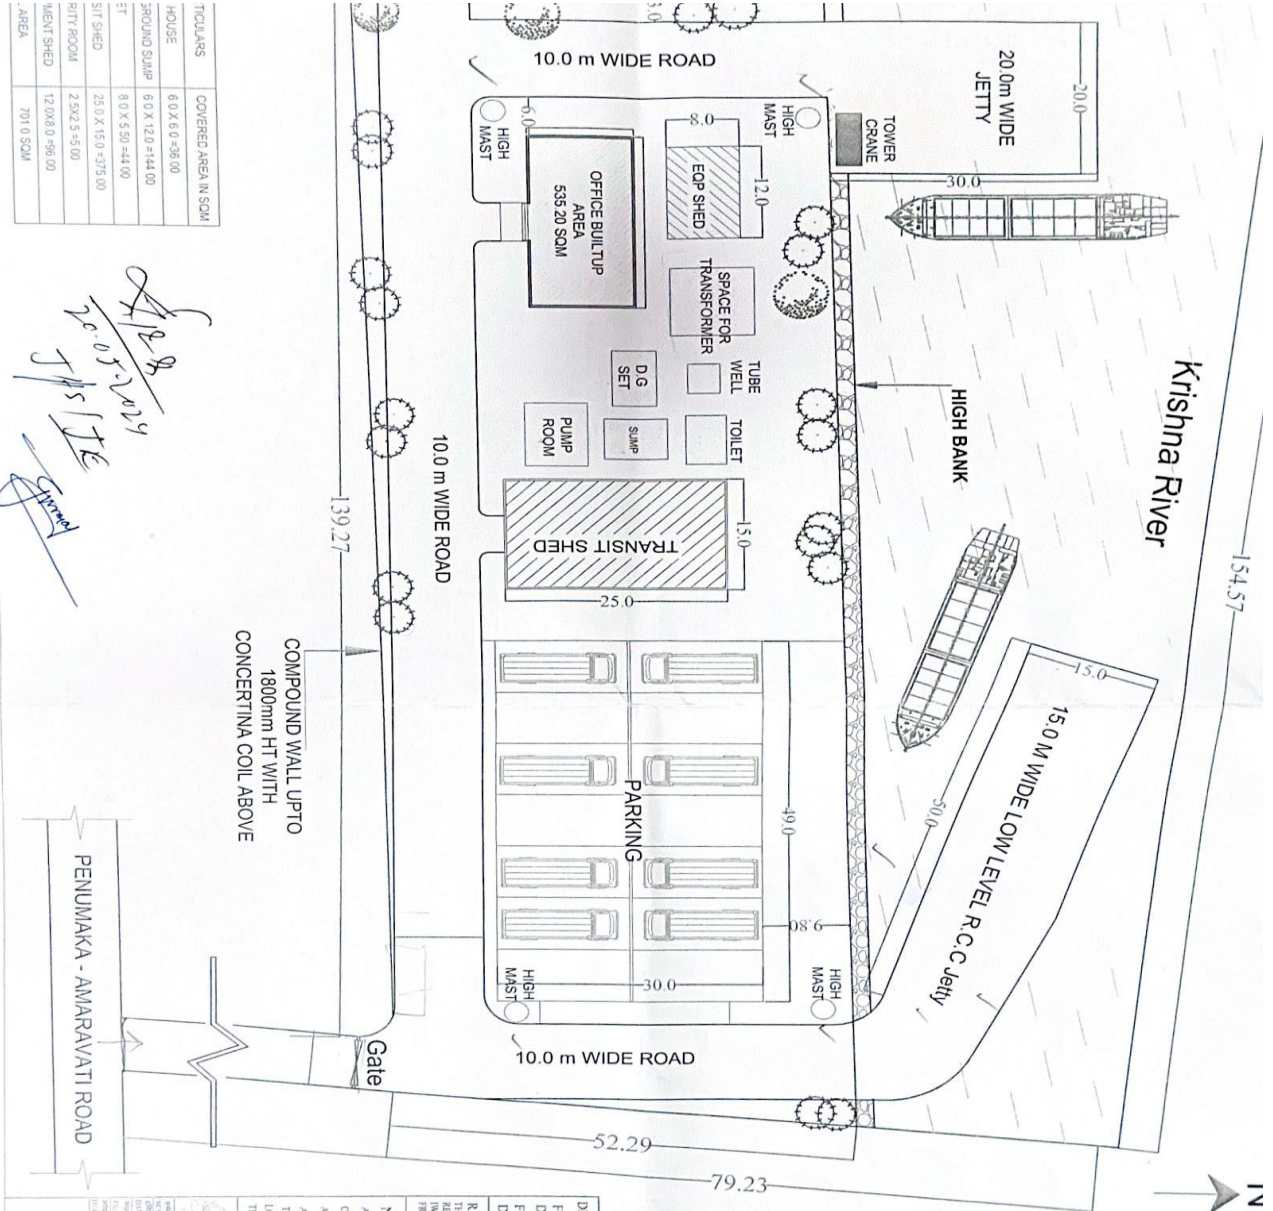 TICULARS COVERED AREA IN SQM
HOUSE 6.0 X 6.0 =36.00
GROUND SUMP 6.0 X 12.0 =144.00
ET 8.0 X 5.50 =44.00
SIT SHED 25.0 X 15.0 =375.00
RITY ROOM 2.5X2.5 =5.00
MENT SHED 12.0X8.0 =96.00
AREA 701.0 SQM
10.0 m WIDE ROAD
20.0m WIDE
JETTY
20.0
30.0
TOWER
CRANE
HIGH
MAST
HIGH
MAST
6.0
8.0
12.0
EQP SHED
OFFICE BUILTUP
AREA
535.20 SQM
SPACE FOR
TRANSFORMER
TUBE
WELL
D.G
SET
TOILET
SUMP
PUMP
ROOM
HIGH BANK
Krishna River
154.57
10.0 m WIDE ROAD
139.27
TRANSIT SHED
15.0
25.0
15.0
15.0 M WIDE LOW LEVEL R.C.C Jetty
50.0
49.0
PARKING
9.80
30.0
HIGH
MAST
HIGH
MAST
COMPOUND WALL UPTO
1800mm HT WITH
CONCERTINA COIL ABOVE
10.0 m WIDE ROAD
Gate
PENUMAKA - AMARAVATI ROAD
52.29
79.23
N
20.05.2024